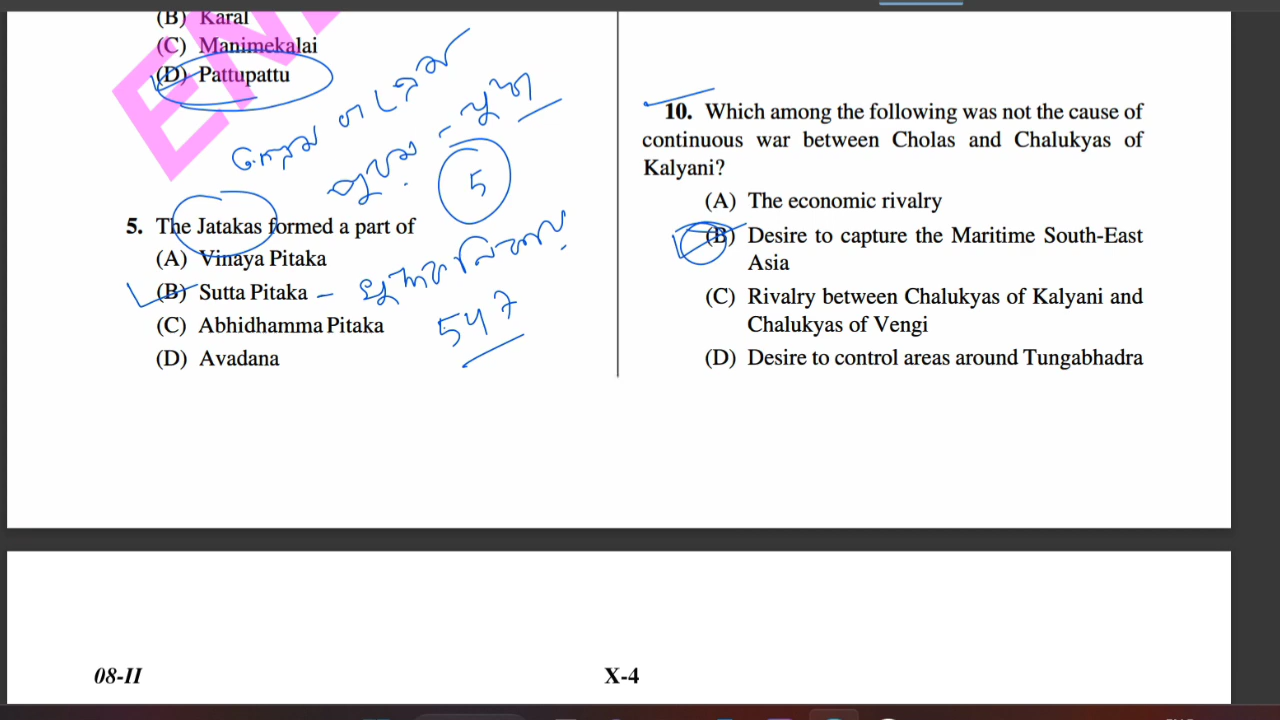 (B) Karal
(C) Manimekalai
(D) Pattupattu
5. The Jatakas formed a part of
(A) Vinaya Pitaka
(B) Sutta Pitaka –
(C) Abhidhamma Pitaka
(D) Avadana
5
547
10. Which among the following was not the cause of
continuous war between Cholas and Chalukyas of
Kalyani?
(A) The economic rivalry
(B) Desire to capture the Maritime South-East
Asia
(C) Rivalry between Chalukyas of Kalyani and
Chalukyas of Vengi
(D) Desire to control areas around Tungabhadra
08-II
X-4